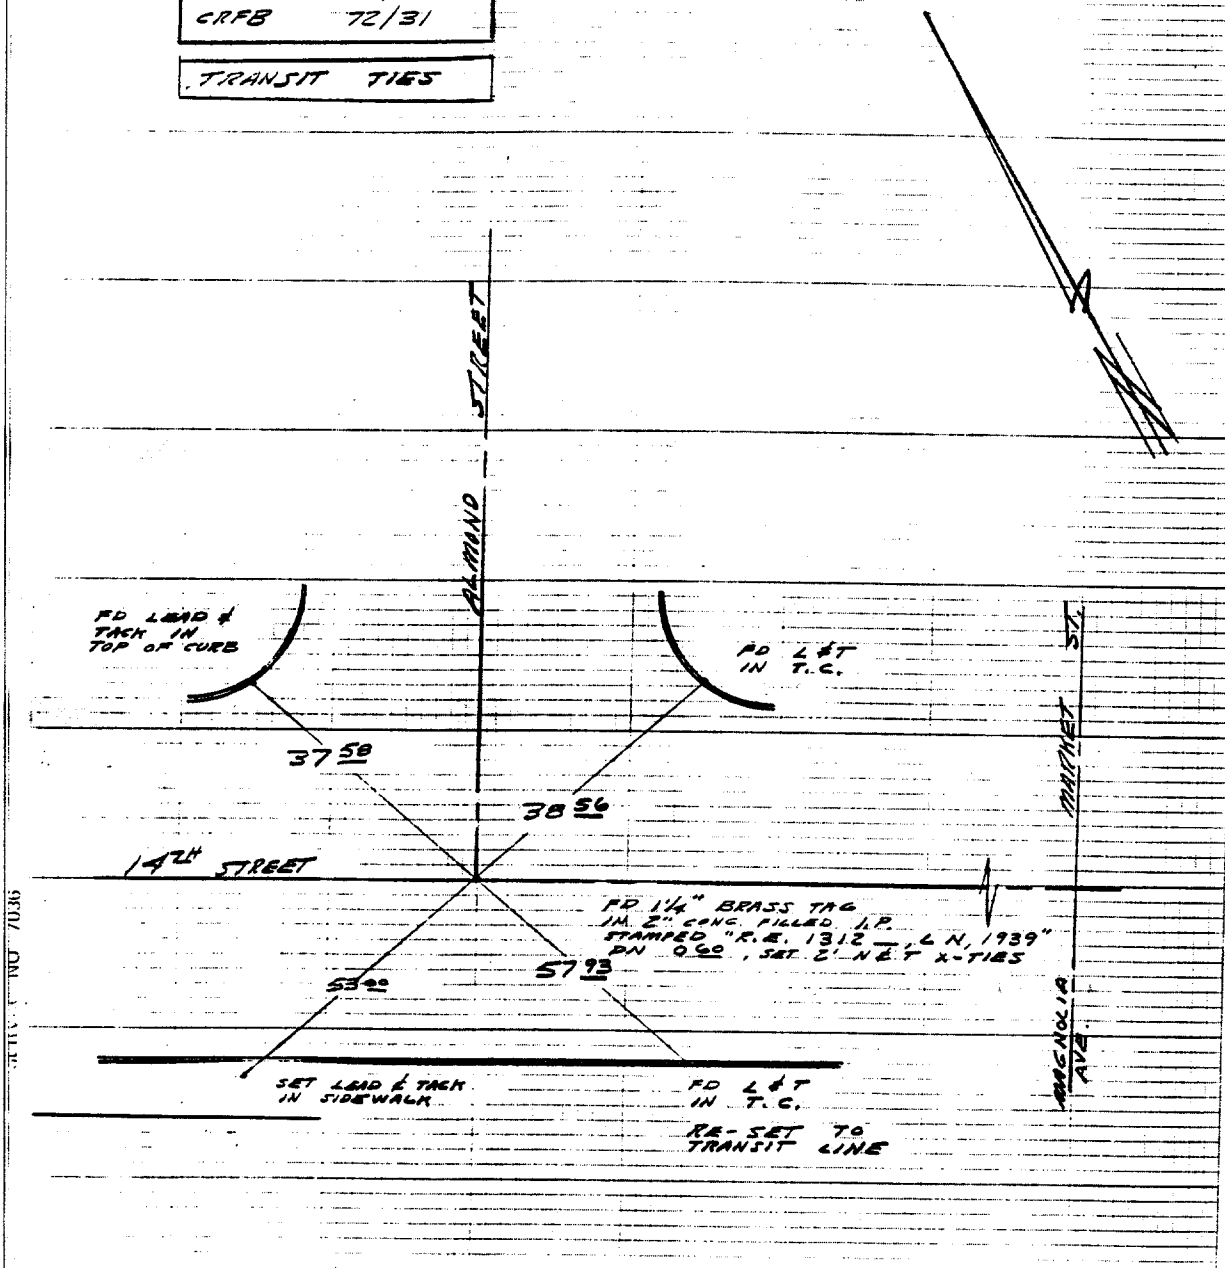 CRFB 72/31
TRANSIT TIES
ALMOND STREET
FD LEAD &
TACK IN
TOP OF CURB
FD L & T
IN T.C.
MARKET ST.
37 58
38 56
14TH STREET
FD 1 1/4" BRASS TAG
IN 2" CONC. FILLED I.P.
STAMPED "R.E. 1312 _, L N, 1939"
DN 0 60, SET 2' N & T X-TIES
53 00
57 93
MAGNOLIA
AVE.
SET LEAD & TACK
IN SIDEWALK
FD L & T
IN T.C.
RE-SET TO
TRANSIT LINE